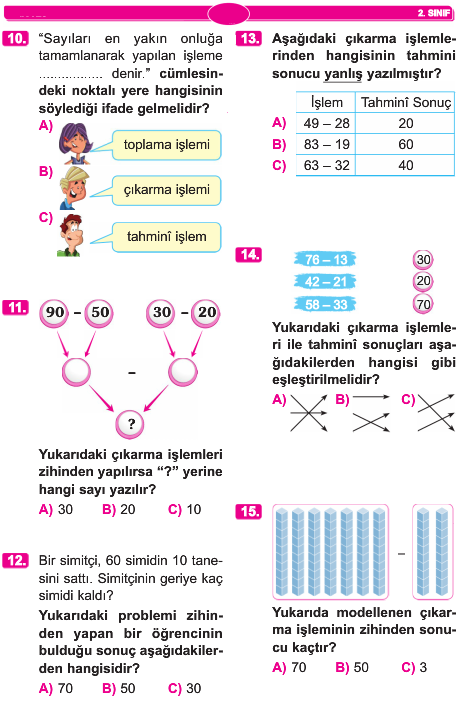 2. SINIF
10. “Sayıları en yakın onluğa
tamamlanarak yapılan işleme
.................. denir.” cümlesin-
deki noktalı yere hangisinin
söylediği ifade gelmelidir?
A) toplama işlemi
B) çıkarma işlemi
C) tahminî işlem
11. 90 – 50 30 – 20
–
?
Yukarıdaki çıkarma işlemleri
zihinden yapılırsa “?” yerine
hangi sayı yazılır?
A) 30 B) 20 C) 10
12. Bir simitçi, 60 simidin 10 tane-
sini sattı. Simitçinin geriye kaç
simidi kaldı?
Yukarıdaki problemi zihin-
den yapan bir öğrencinin
bulduğu sonuç aşağıdakiler-
den hangisidir?
A) 70 B) 50 C) 30
13. Aşağıdaki çıkarma işlemle-
rinden hangisinin tahmini
sonucu yanlış yazılmıştır?
İşlem Tahminî Sonuç
A) 49 – 28 20
B) 83 – 19 60
C) 63 – 32 40
14. 76 – 13 30
42 – 21 20
58 – 33 70
Yukarıdaki çıkarma işlemle-
ri ile tahminî sonuçları aşa-
ğıdakilerden hangisi gibi
eşleştirilmelidir?
A) B) C)
15. –
Yukarıda modellenen çıkar-
ma işleminin zihinden sonu-
cu kaçtır?
A) 70 B) 50 C) 3